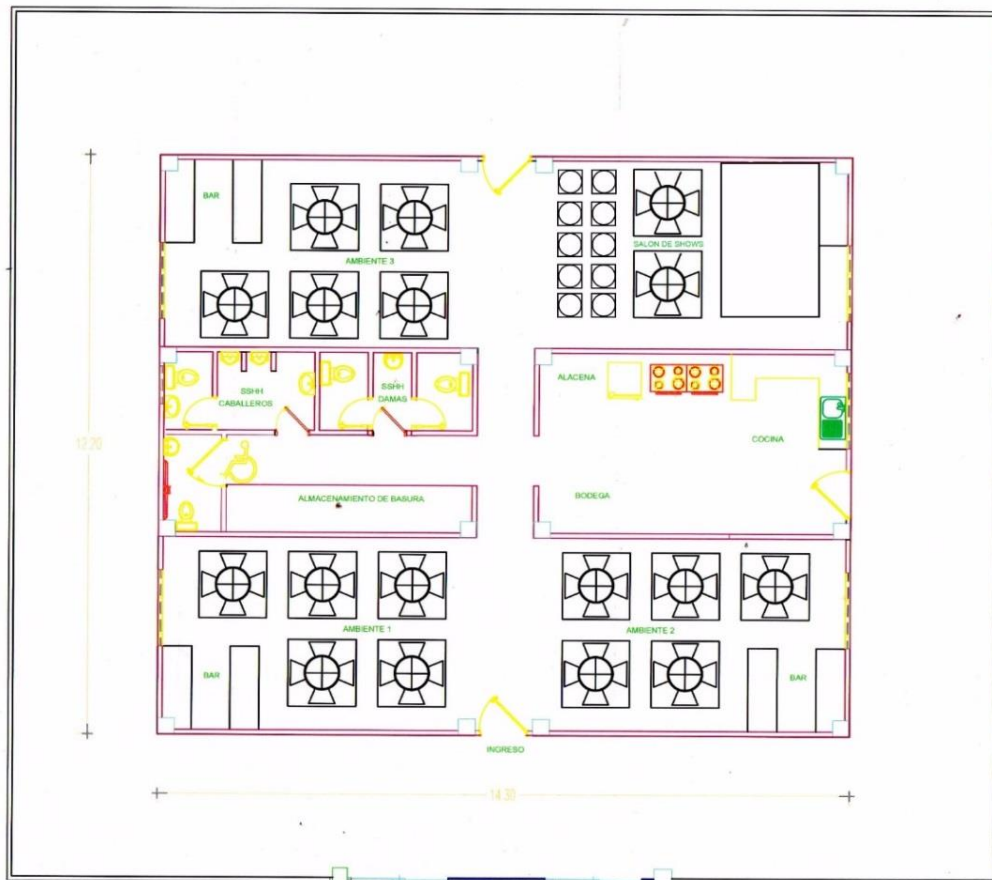 BAR
AMBIENTE 3
SALON DE SHOWS
SSHH
CABALLEROS
SSHH
DAMAS
ALACENA
COCINA
12.20
ALMACENAMIENTO DE BASURA
BODEGA
AMBIENTE 1
AMBIENTE 2
BAR
BAR
INGRESO
14.30